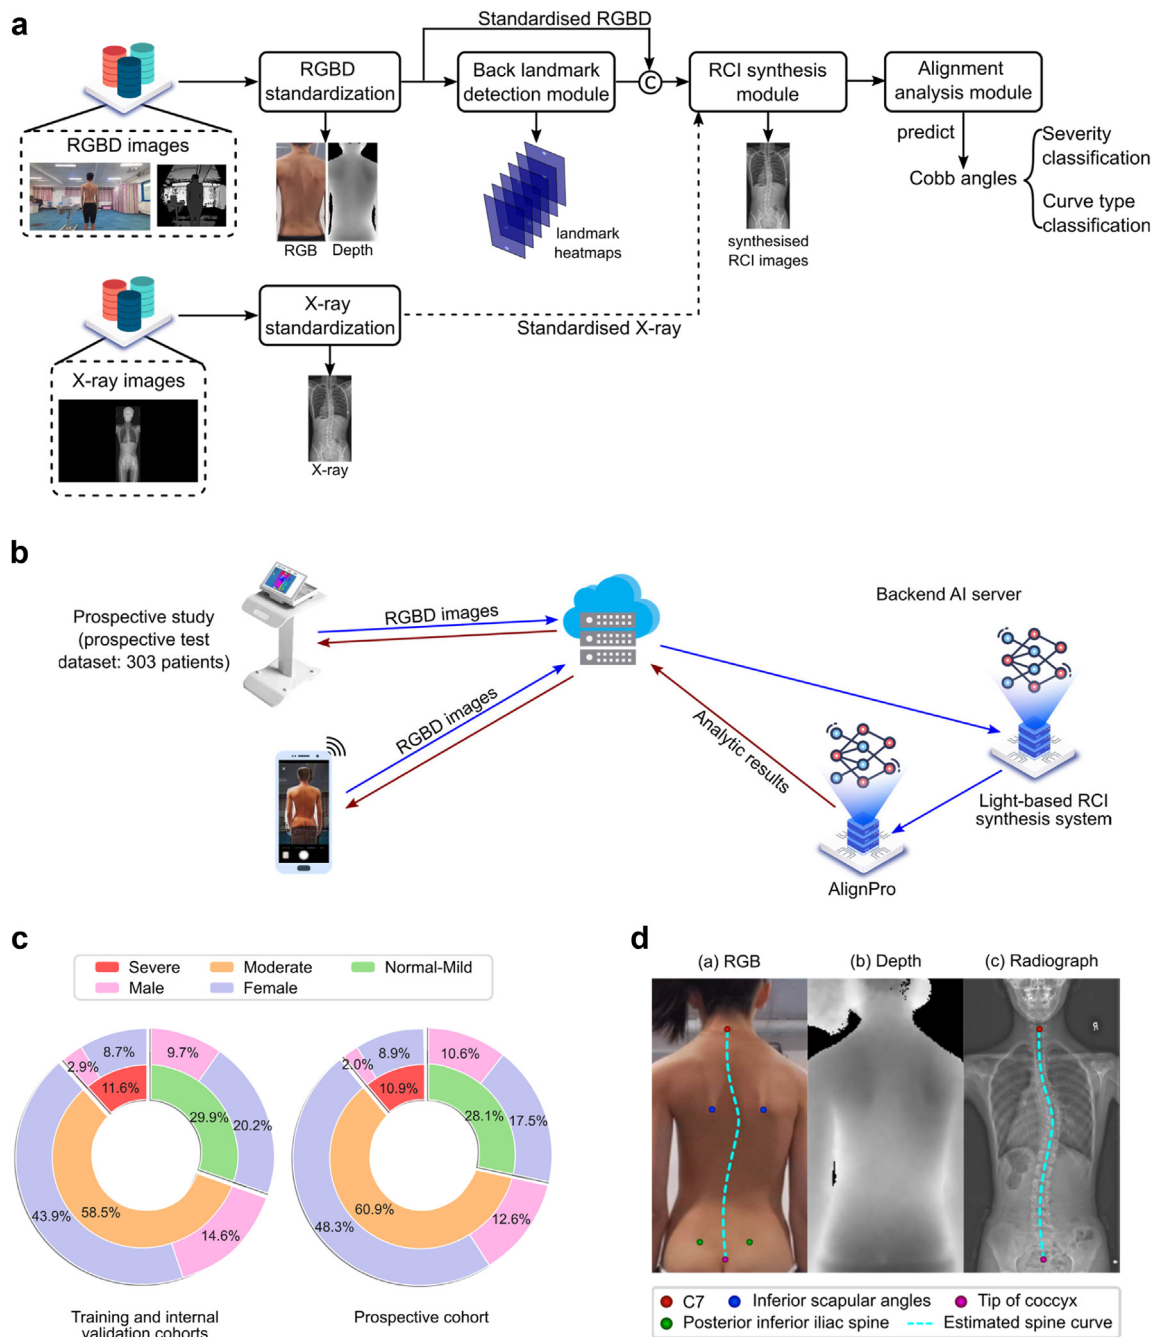 a
Standardised RGBD
RGBD
standardization
Back landmark
detection module
C
RCI synthesis
module
Alignment
analysis module
RGBD images
RGB
Depth
landmark
heatmaps
synthesised
RCI images
predict
Cobb angles
Severity
classification
Curve type
classification
X-ray
standardization
Standardised X-ray
X-ray images
X-ray
b
Prospective study
(prospective test
dataset: 303 patients)
RGBD images
RGBD images
Backend AI server
Analytic results
Light-based RCI
synthesis system
AlignPro
c
Severe
Moderate
Normal-Mild
Male
Female
8.7%
9.7%
2.9%
11.6%
29.9%
20.2%
58.5%
43.9%
14.6%
Training and internal
validation cohorts
8.9%
10.6%
2.0%
10.9%
28.1%
17.5%
60.9%
48.3%
12.6%
Prospective cohort
d
(a) RGB
(b) Depth
(c) Radiograph
R
C7
Inferior scapular angles
Tip of coccyx
Posterior inferior iliac spine
Estimated spine curve